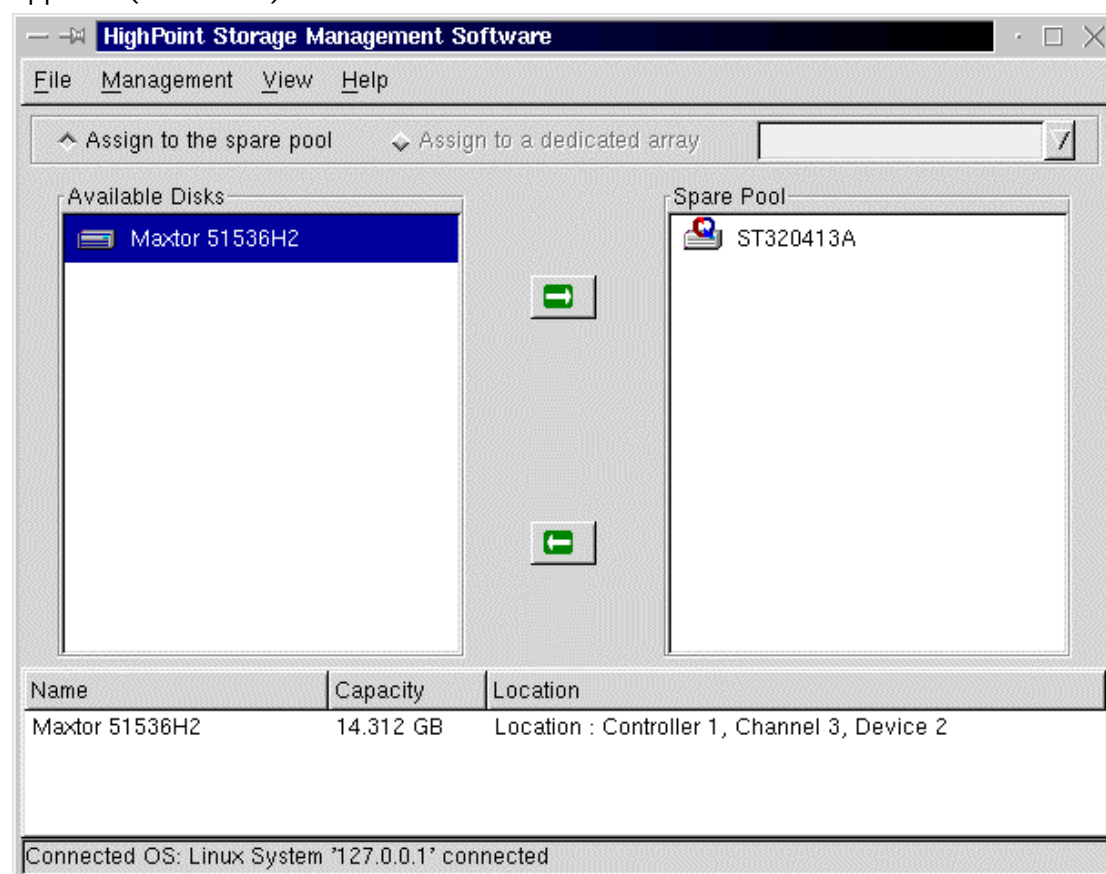 HighPoint Storage Management Software
File Management View Help
Assign to the spare pool Assign to a dedicated array
Available Disks Spare Pool
Maxtor 51536H2 ST320413A
Name Capacity Location
Maxtor 51536H2 14.312 GB Location : Controller 1, Channel 3, Device 2
Connected OS: Linux System '127.0.0.1' connected